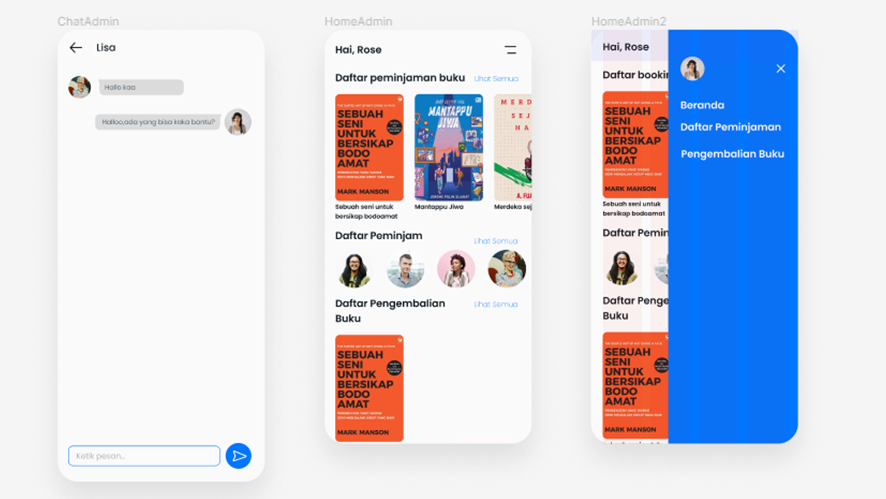 ChatAdmin
Lisa
Hallo kaa
Halloo,ada yang bisa kaka bantu?
Ketik pesan...
HomeAdmin
Hai, Rose
Daftar peminjaman buku
Lihat Semua
SEBUAH
SENI
UNTUK
BERSIKAP
BODO
AMAT
MARK MANSON
MANTAPPU
JIWA
MERD
SEJ
HA
Sebuah seni untuk
bersikap bodoamat
Mantappu Jiwa
Merdeka sej
Daftar Peminjam
Lihat Semua
Daftar Pengembalian
Buku
Lihat Semua
SEBUAH
SENI
UNTUK
BERSIKAP
BODO
AMAT
MARK MANSON
HomeAdmin2
Hai, Rose
Daftar bookin
SEBUAH
SENI
UNTUK
BERSIKAP
BODO
AMAT
MARK MANSON
Sebuah seni untuk
bersikap bodoamat
Daftar Pemin
Daftar Penge
Buku
SEBUAH
SENI
UNTUK
BERSIKAP
BODO
AMAT
MARK MANSON
Beranda
Daftar Peminjaman
Pengembalian Buku